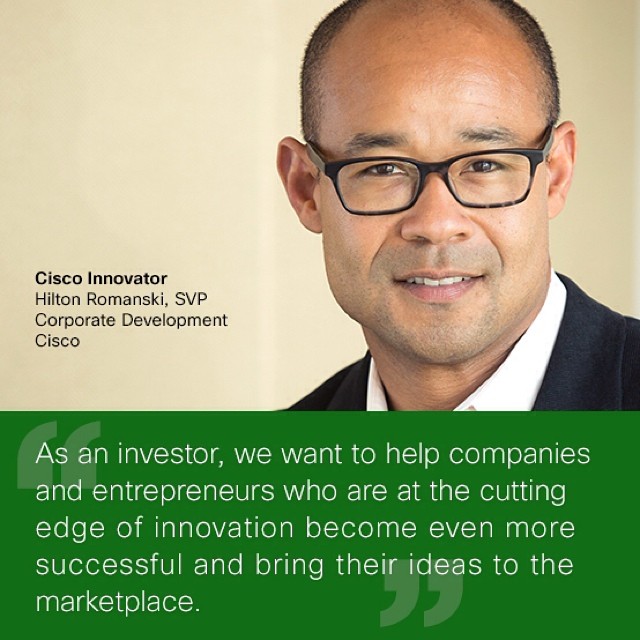 Cisco Innovator
Hilton Romanski, SVP
Corporate Development
Cisco
As an investor, we want to help companies
and entrepreneurs who are at the cutting
edge of innovation become even more
successful and bring their ideas to the
marketplace.